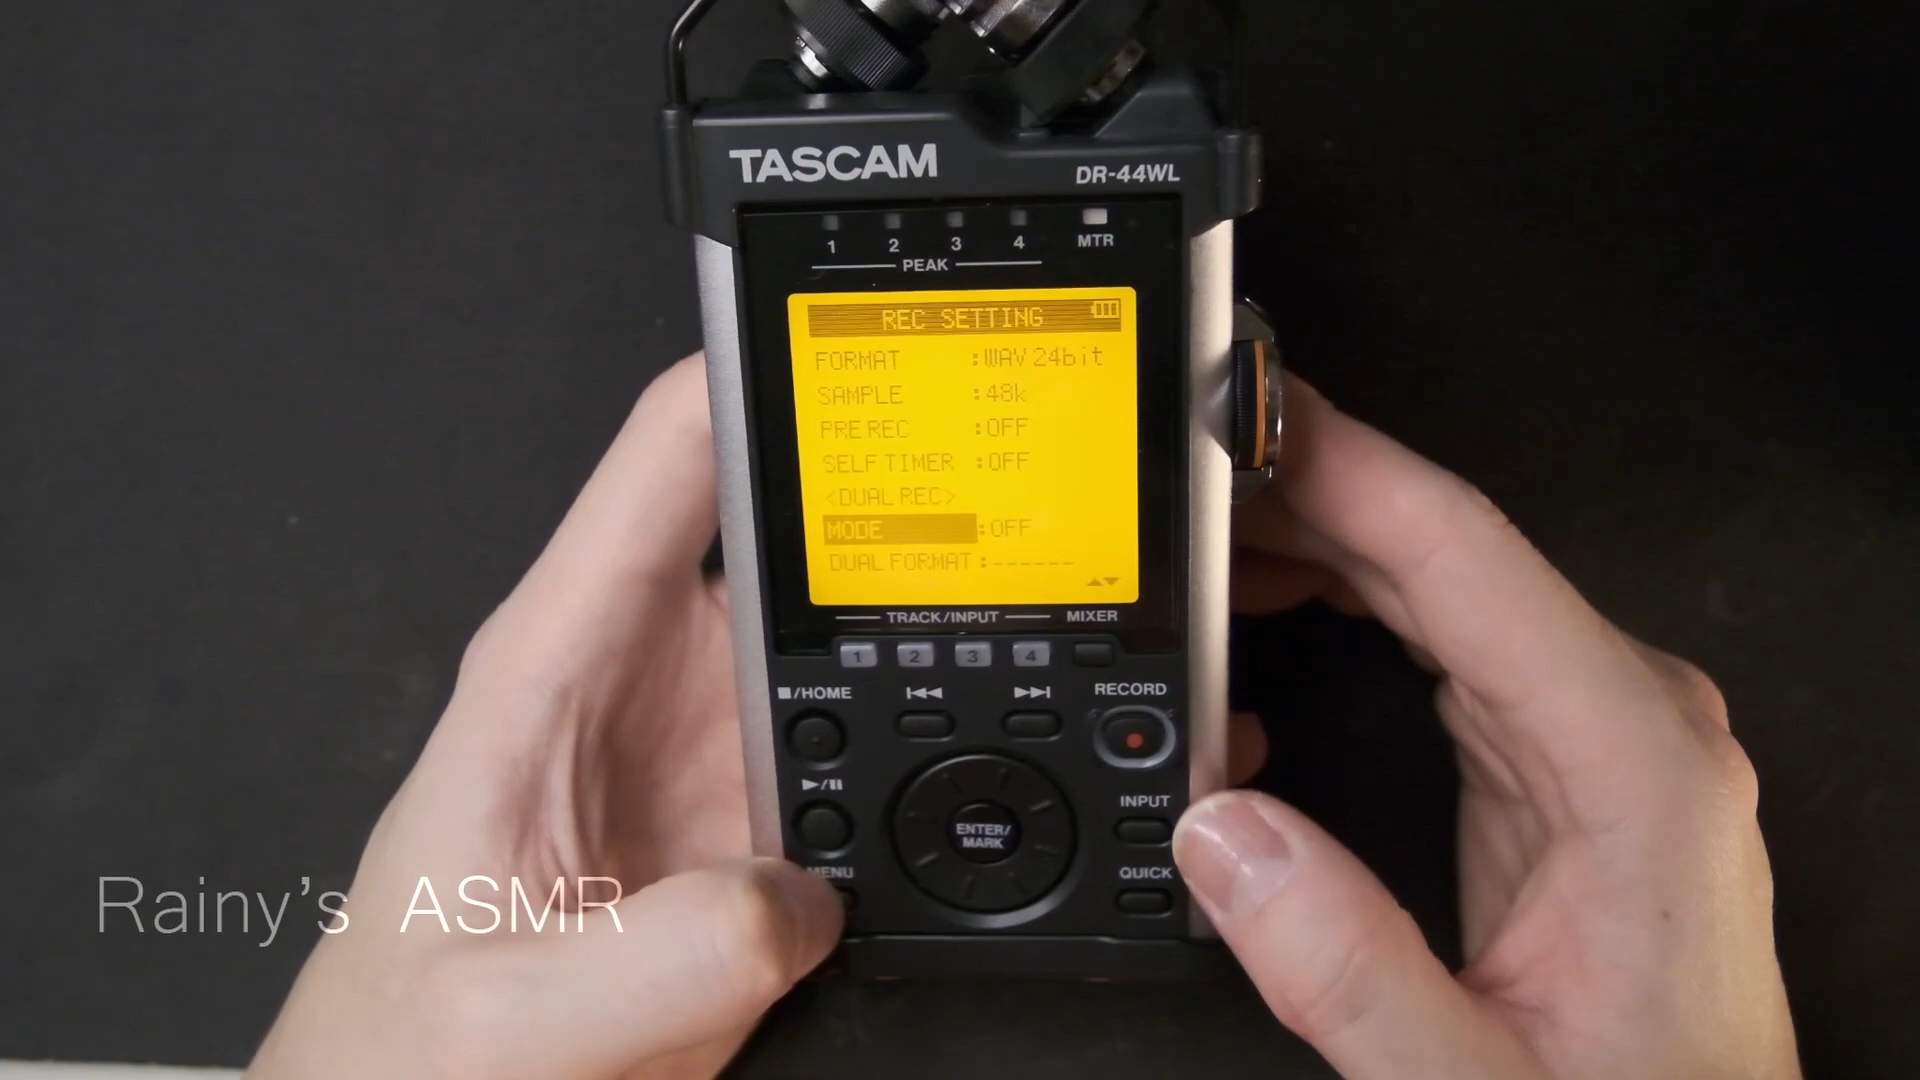 TASCAM
DR-44WL
1 2 3 4 MTR
PEAK
REC SETTING
FORMAT :WAV 24bit
SAMPLE :48k
PRE REC :OFF
SELF TIMER :OFF
<DUAL REC>
MODE :OFF
DUAL FORMAT :------
TRACK/INPUT MIXER
1 2 3 4
■/HOME ⏮ ⏭ RECORD
▶/⏸ INPUT
ENTER/
MARK
MENU QUICK
Rainy's ASMR